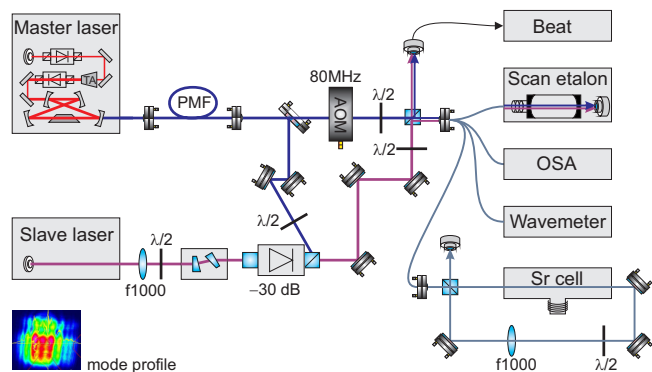 Master laser
TA
PMF
80MHz
AOM
λ/2
Beat
Scan etalon
λ/2
OSA
Wavemeter
λ/2
Slave laser
λ/2
f1000
−30 dB
Sr cell
f1000
λ/2
mode profile